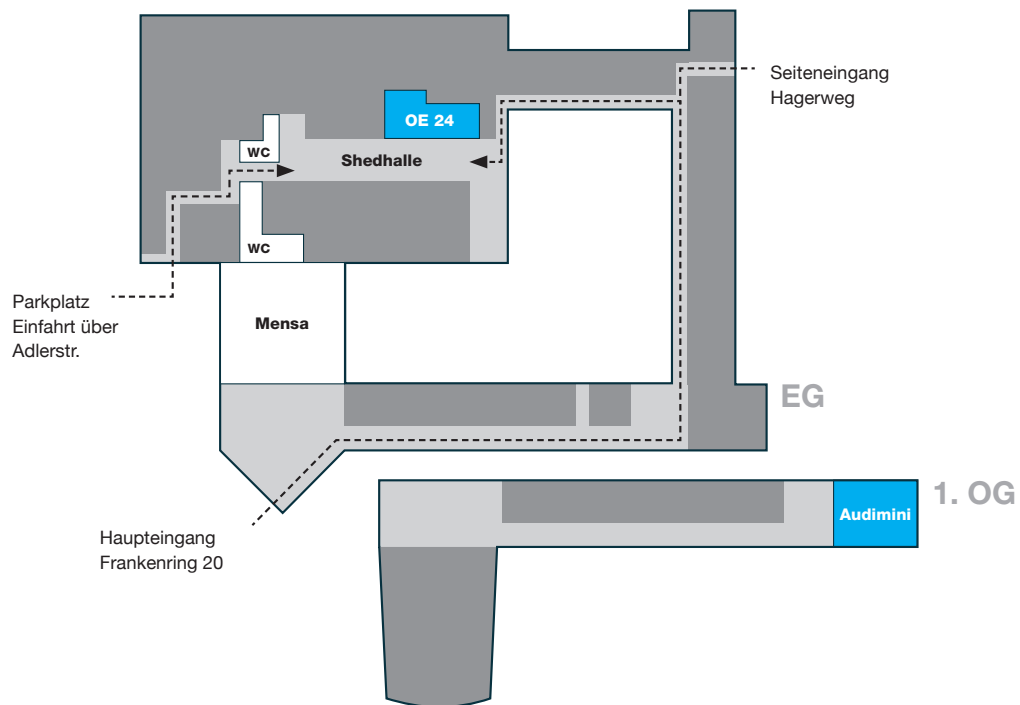 Seiteneingang
Hagerweg
OE 24
WC
Shedhalle
WC
Parkplatz
Einfahrt über
Adlerstr.
Mensa
EG
1. OG
Audimini
Haupteingang
Frankenring 20